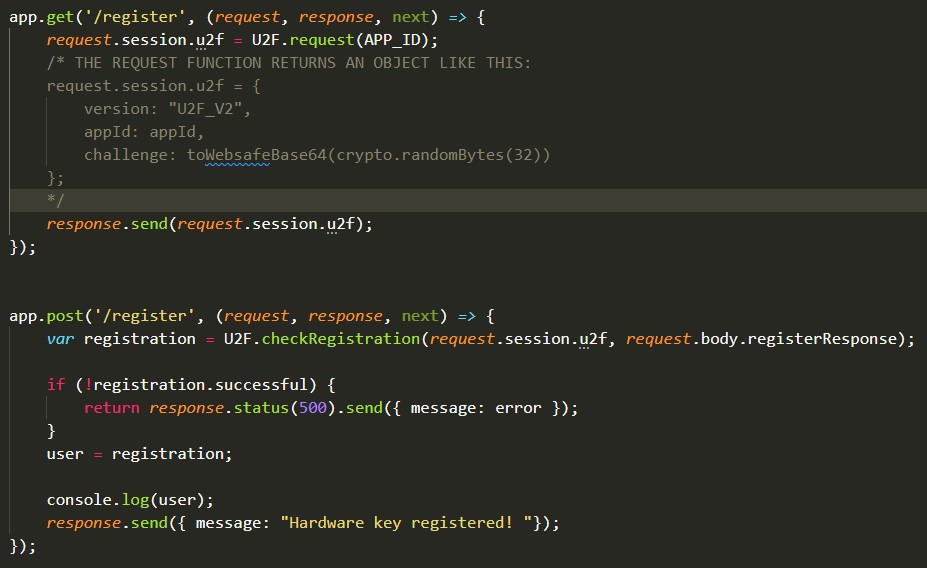 app.get('/register', (request, response, next) => {
    request.session.u2f = U2F.request(APP_ID);
    /* THE REQUEST FUNCTION RETURNS AN OBJECT LIKE THIS:
    request.session.u2f = {
        version: "U2F_V2",
        appId: appId,
        challenge: toWebsafeBase64(crypto.randomBytes(32))
    };
    */
    response.send(request.session.u2f);
});
app.post('/register', (request, response, next) => {
    var registration = U2F.checkRegistration(request.session.u2f, request.body.registerResponse);
    if (!registration.successful) {
        return response.status(500).send({ message: error });
    }
    user = registration;
    console.log(user);
    response.send({ message: "Hardware key registered! "});
});